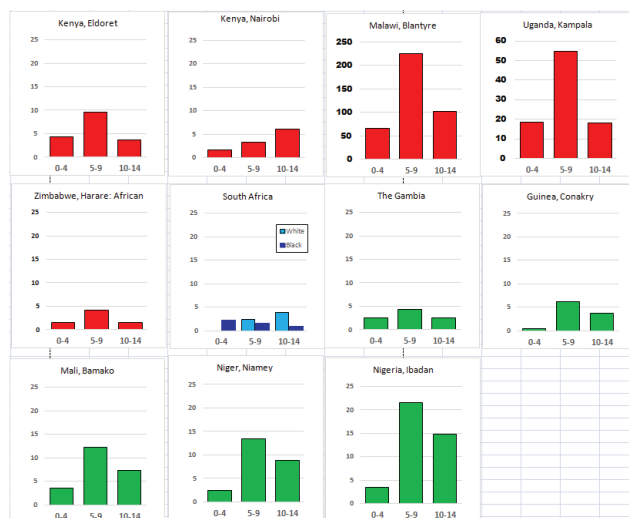 Kenya, Eldoret
25
20
15
10
5
0
0-4 5-9 10-14
Kenya, Nairobi
25
20
15
10
5
0
0-4 5-9 10-14
Malawi, Blantyre
250
200
150
100
50
0
0-4 5-9 10-14
Uganda, Kampala
60
50
40
30
20
10
0
0-4 5-9 10-14
Zimbabwe, Harare: African
25
20
15
10
5
0
0-4 5-9 10-14
South Africa
25
20
15
10
5
0
White
Black
0-4 5-9 10-14
The Gambia
25
20
15
10
5
0
0-4 5-9 10-14
Guinea, Conakry
25
20
15
10
5
0
0-4 5-9 10-14
Mali, Bamako
25
20
15
10
5
0
0-4 5-9 10-14
Niger, Niamey
25
20
15
10
5
0
0-4 5-9 10-14
Nigeria, Ibadan
25
20
15
10
5
0
0-4 5-9 10-14